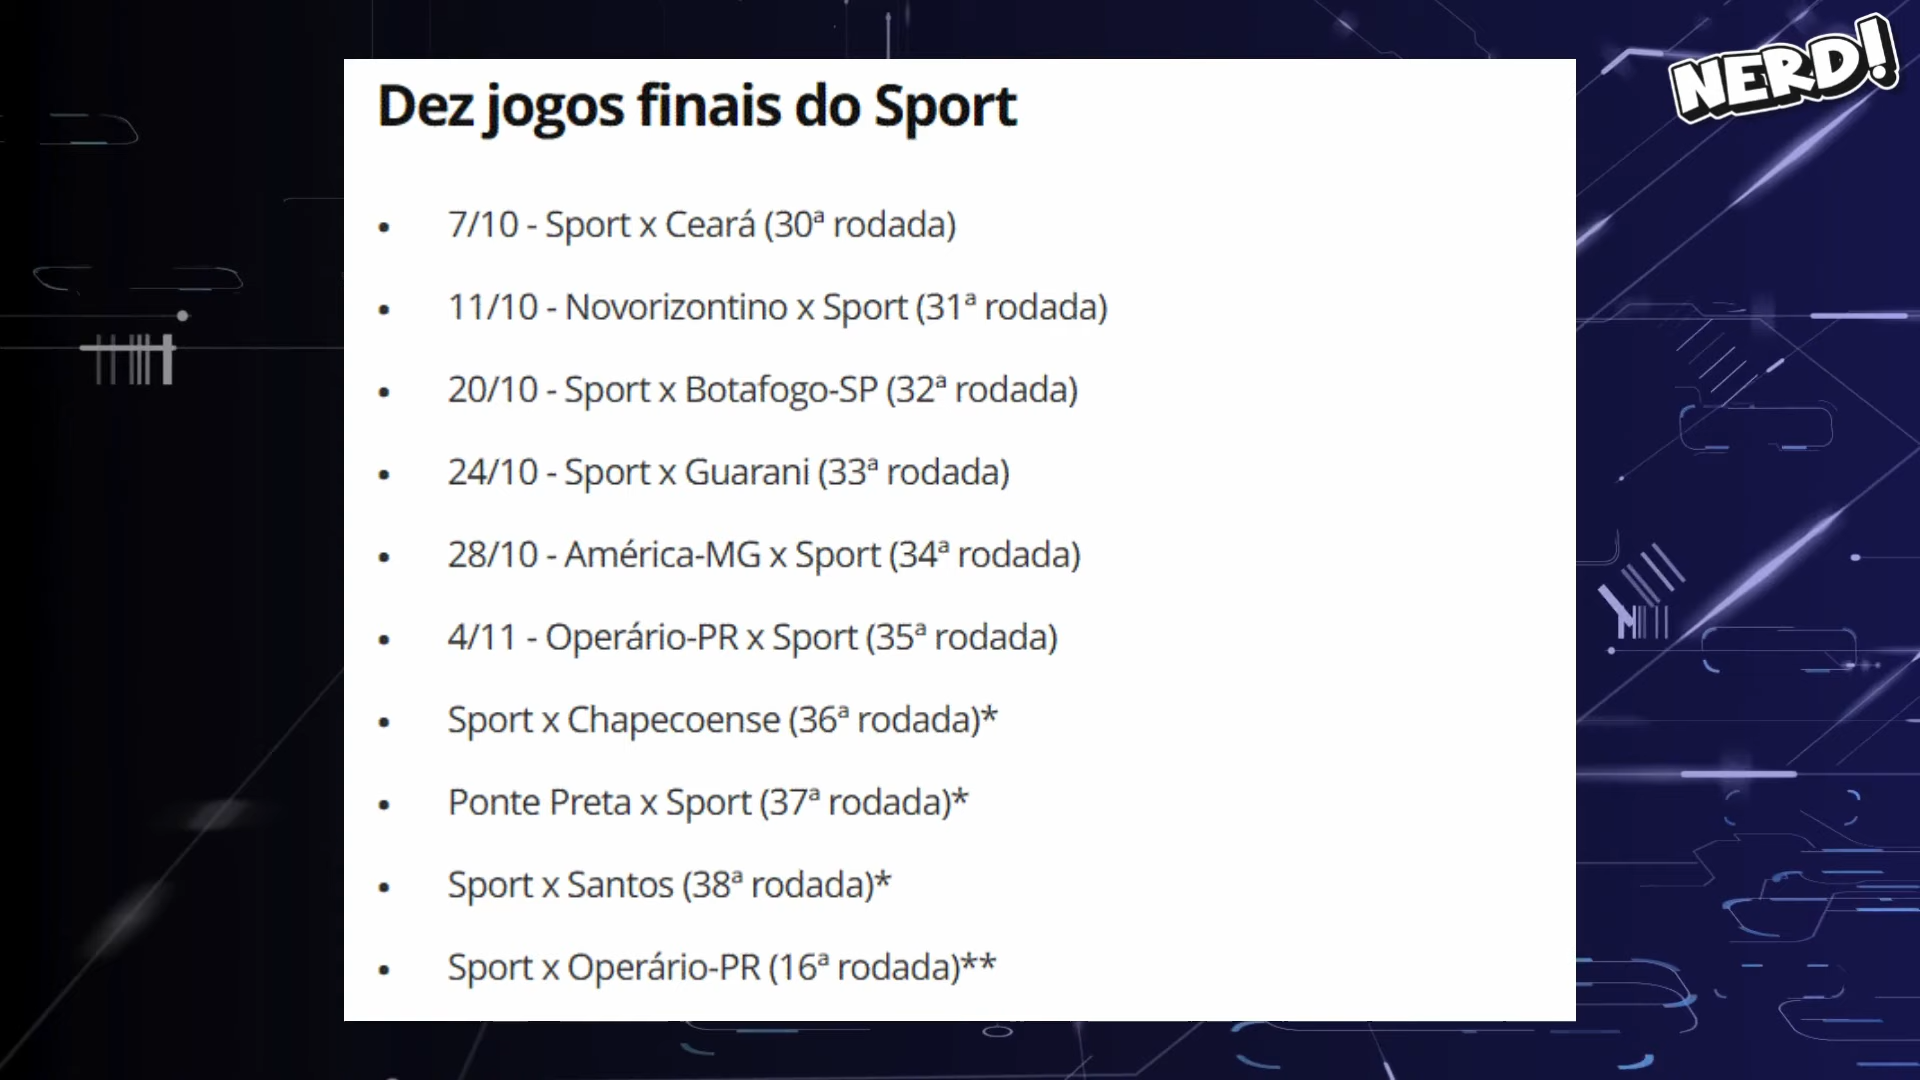 NERD!
Dez jogos finais do Sport
• 7/10 - Sport x Ceará (30ª rodada)
• 11/10 - Novorizontino x Sport (31ª rodada)
• 20/10 - Sport x Botafogo-SP (32ª rodada)
• 24/10 - Sport x Guarani (33ª rodada)
• 28/10 - América-MG x Sport (34ª rodada)
• 4/11 - Operário-PR x Sport (35ª rodada)
• Sport x Chapecoense (36ª rodada)*
• Ponte Preta x Sport (37ª rodada)*
• Sport x Santos (38ª rodada)*
• Sport x Operário-PR (16ª rodada)**